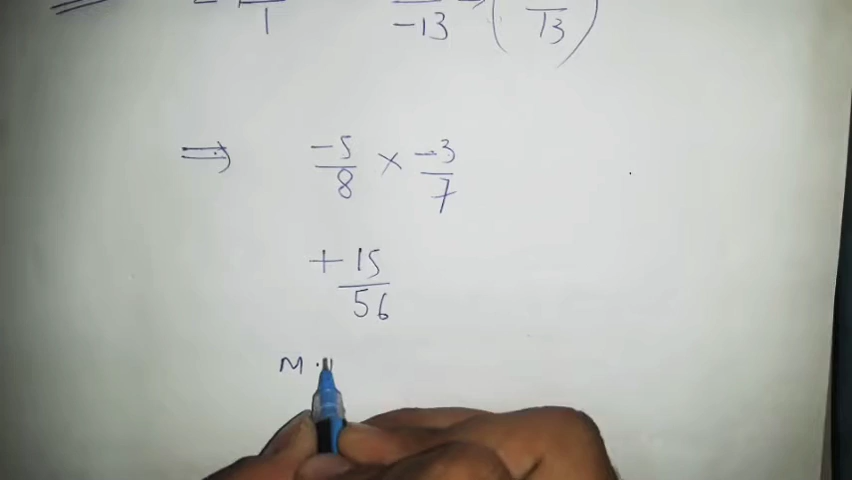 1 -13 → ( 13 )
⇒ -5/8 × -3/7
+ 15/56
M.